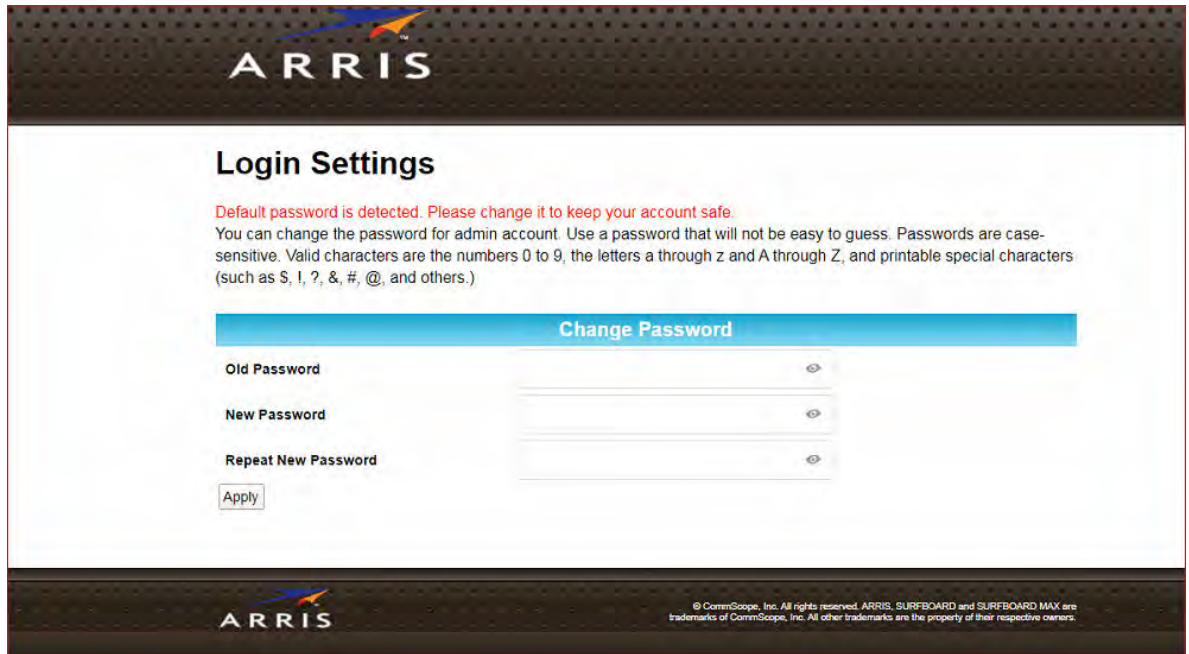 ARRIS
Login Settings
Default password is detected. Please change it to keep your account safe.
You can change the password for admin account. Use a password that will not be easy to guess. Passwords are case-
sensitive. Valid characters are the numbers 0 to 9, the letters a through z and A through Z, and printable special characters
(such as $, !, ?, &, #, @, and others.)
Change Password
Old Password
New Password
Repeat New Password
Apply
ARRIS
© CommScope, Inc. All rights reserved. ARRIS, SURFBOARD and SURFBOARD MAX are
trademarks of CommScope, Inc. All other trademarks are the property of their respective owners.